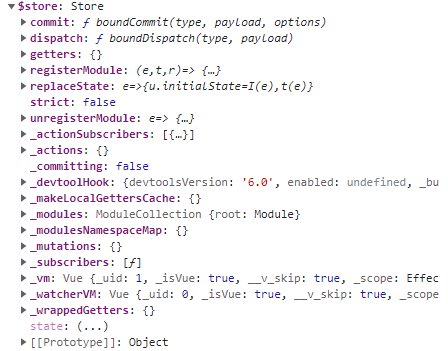 ▼ $store: Store
▶ commit: ƒ boundCommit(type, payload, options)
▶ dispatch: ƒ boundDispatch(type, payload)
▶ getters: {}
▶ registerModule: (e,t,r)=> {…}
▶ replaceState: e=>{u.initialState=I(e),t(e)}
strict: false
▶ unregisterModule: e=> {…}
▶ _actionSubscribers: [{…}]
▶ _actions: {}
_committing: false
▶ _devtoolHook: {devtoolsVersion: '6.0', enabled: undefined, _bu
▶ _makeLocalGettersCache: {}
▶ _modules: ModuleCollection {root: Module}
▶ _modulesNamespaceMap: {}
▶ _mutations: {}
▶ _subscribers: [ƒ]
▶ _vm: Vue {_uid: 1, _isVue: true, __v_skip: true, _scope: Effec
▶ _watcherVM: Vue {_uid: 0, _isVue: true, __v_skip: true, _scope
▶ _wrappedGetters: {}
state: (...)
▶ [[Prototype]]: Object